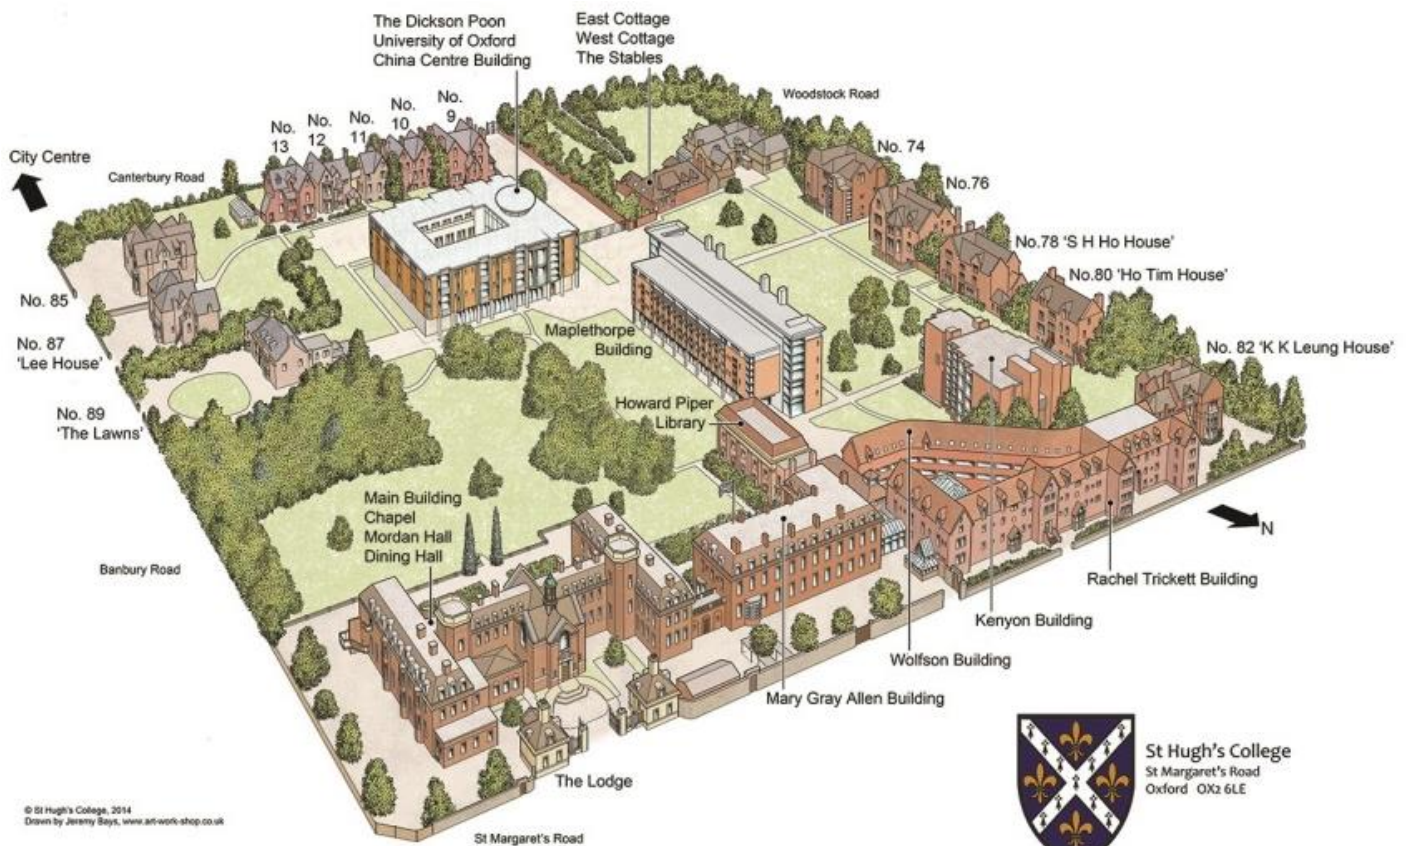 The Dickson Poon
University of Oxford
China Centre Building
East Cottage
West Cottage
The Stables
Woodstock Road
No.
9
No.
10
No.
11
No.
12
No.
13
No. 74
City Centre
Canterbury Road
No.76
No.78 'S H Ho House'
No.80 'Ho Tim House'
No. 85
No. 87
'Lee House'
Maplethorpe
Building
No. 82 'K K Leung House'
No. 89
'The Lawns'
Howard Piper
Library
Main Building
Chapel
Mordan Hall
Dining Hall
N
Banbury Road
Rachel Trickett Building
Kenyon Building
Wolfson Building
Mary Gray Allen Building
The Lodge
St Hugh's College
St Margaret's Road
Oxford OX2 6LE
© St Hugh's College, 2014
Drawn by Jeremy Bays, www.art-work-shop.co.uk
St Margaret's Road